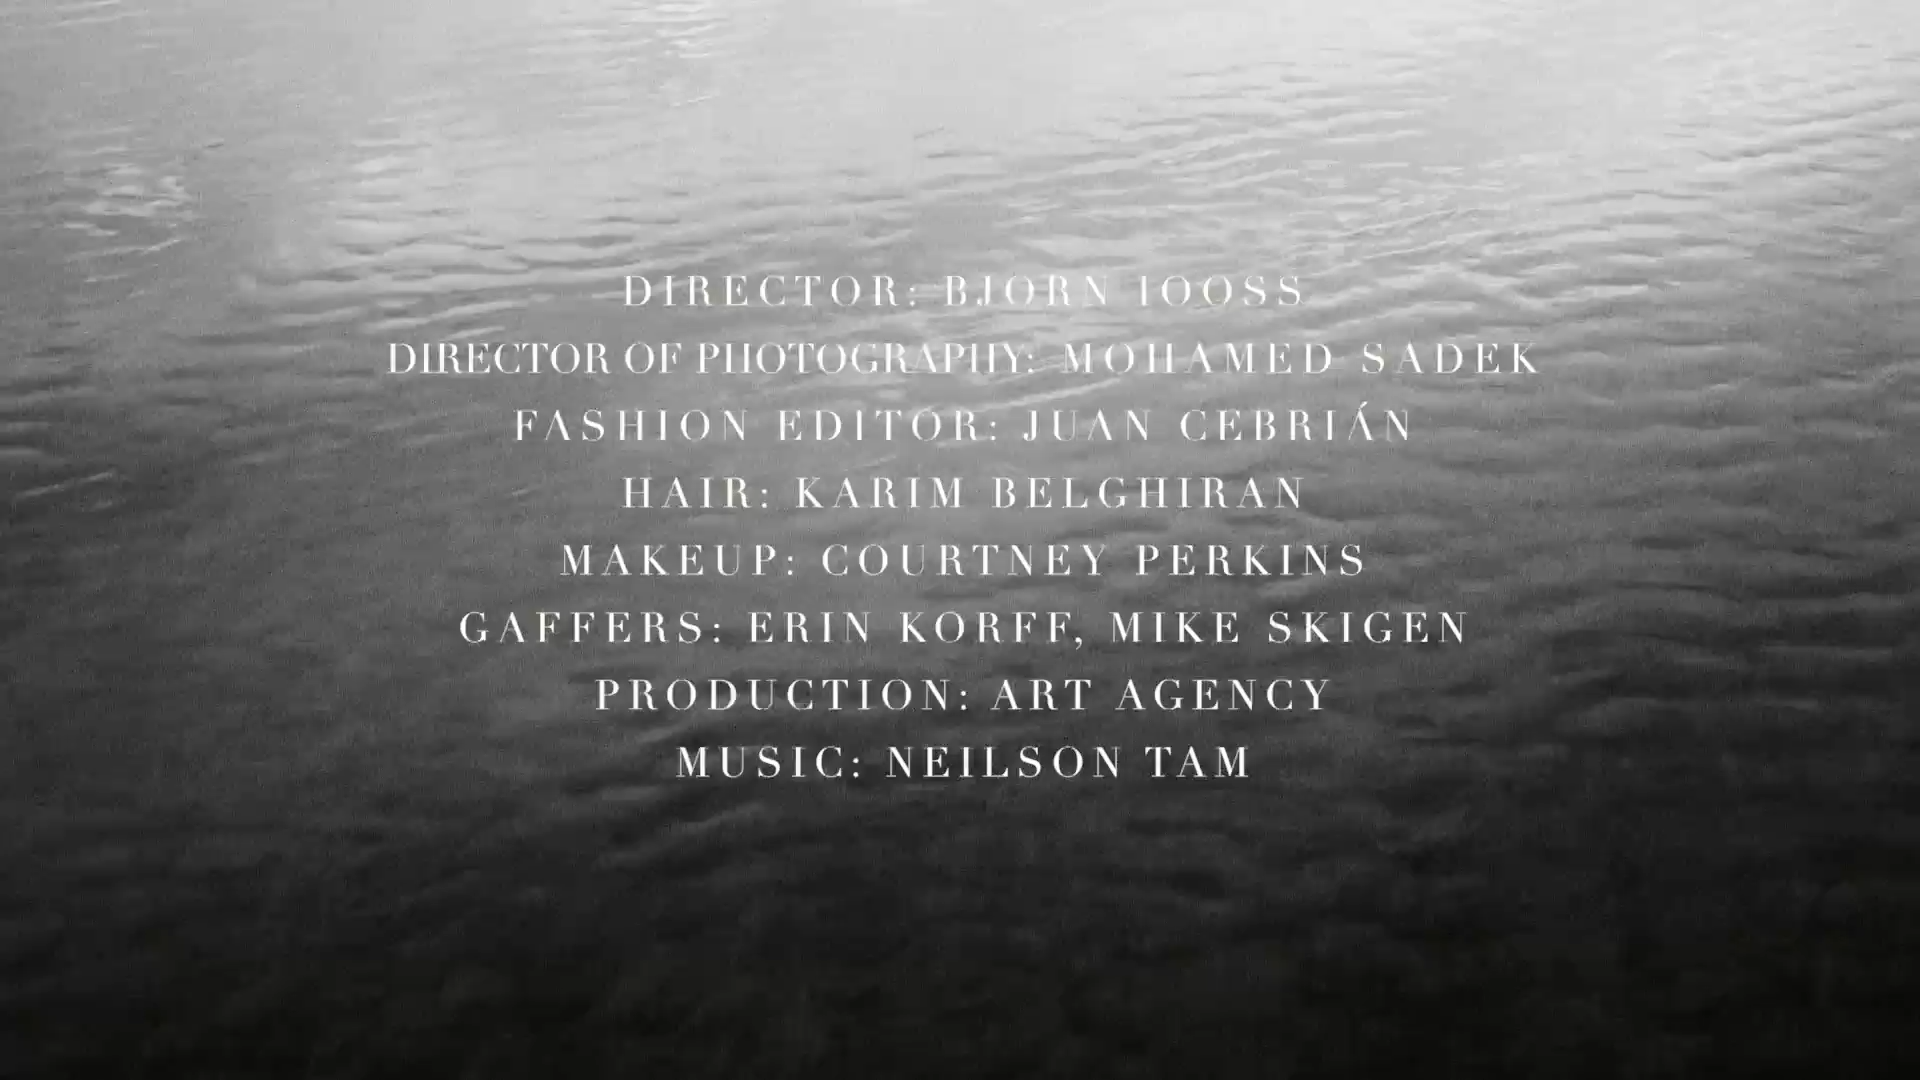 DIRECTOR: BJORN IOOSS
DIRECTOR OF PHOTOGRAPHY: MOHAMED SADEK
FASHION EDITOR: JUAN CEBRIÁN
HAIR: KARIM BELGHIRAN
MAKEUP: COURTNEY PERKINS
GAFFERS: ERIN KORFF, MIKE SKIGEN
PRODUCTION: ART AGENCY
MUSIC: NEILSON TAM